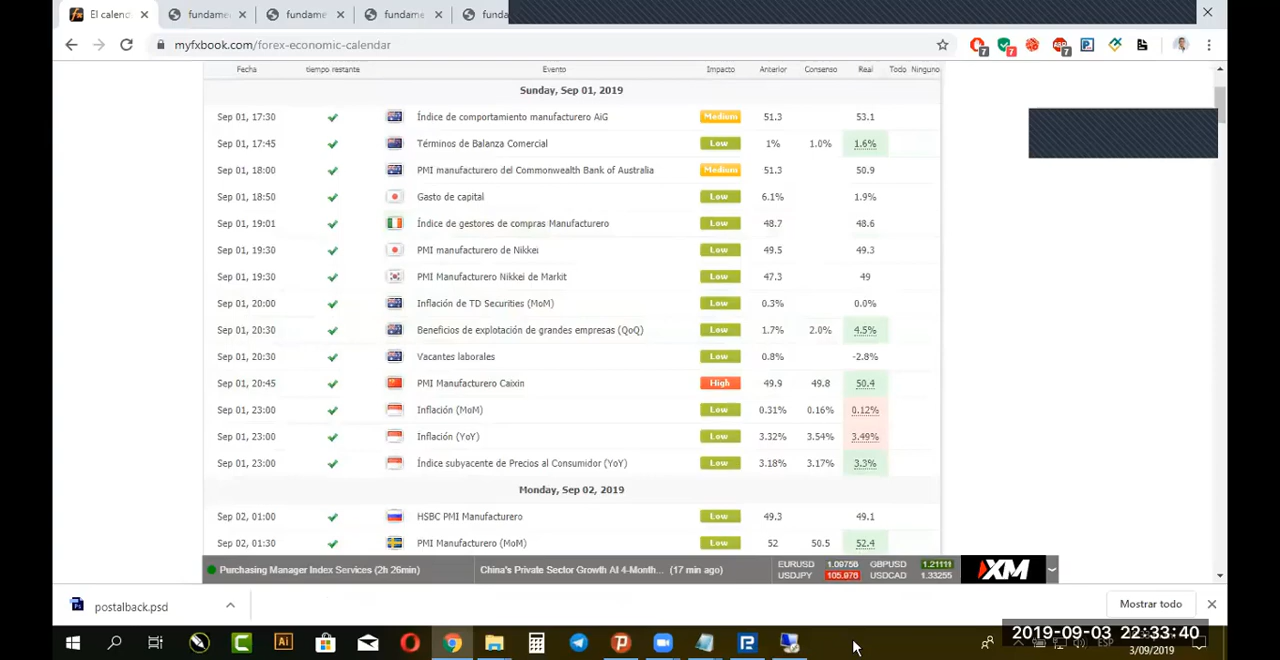 El calend
fundame
fundame
fundame
funda
myfxbook.com/forex-economic-calendar
7
7
7
Fecha tiempo restante Evento Impacto Anterior Consenso Real Todo Ninguno
Sunday, Sep 01, 2019
Sep 01, 17:30 Índice de comportamiento manufacturero AiG Medium 51.3 53.1
Sep 01, 17:45 Términos de Balanza Comercial Low 1% 1.0% 1.6%
Sep 01, 18:00 PMI manufacturero del Commonwealth Bank of Australia Medium 51.3 50.9
Sep 01, 18:50 Gasto de capital Low 6.1% 1.9%
Sep 01, 19:01 Índice de gestores de compras Manufacturero Low 48.7 48.6
Sep 01, 19:30 PMI manufacturero de Nikkei Low 49.5 49.3
Sep 01, 19:30 PMI Manufacturero Nikkei de Markit Low 47.3 49
Sep 01, 20:00 Inflación de TD Securities (MoM) Low 0.3% 0.0%
Sep 01, 20:30 Beneficios de explotación de grandes empresas (QoQ) Low 1.7% 2.0% 4.5%
Sep 01, 20:30 Vacantes laborales Low 0.8% -2.8%
Sep 01, 20:45 PMI Manufacturero Caixin High 49.9 49.8 50.4
Sep 01, 23:00 Inflación (MoM) Low 0.31% 0.16% 0.12%
Sep 01, 23:00 Inflación (YoY) Low 3.32% 3.54% 3.49%
Sep 01, 23:00 Índice subyacente de Precios al Consumidor (YoY) Low 3.18% 3.17% 3.3%
Monday, Sep 02, 2019
Sep 02, 01:00 HSBC PMI Manufacturero Low 49.3 49.1
Sep 02, 01:30 PMI Manufacturero (MoM) Low 52 50.5 52.4
Purchasing Manager Index Services (2h 26min) China's Private Sector Growth At 4-Month... (17 min ago)
EURUSD 1.09756 GBPUSD 1.21111
USDJPY 105.976 USDCAD 1.33255
XM
postalback.psd
Mostrar todo
2019-09-03 22:33:40
3/09/2019